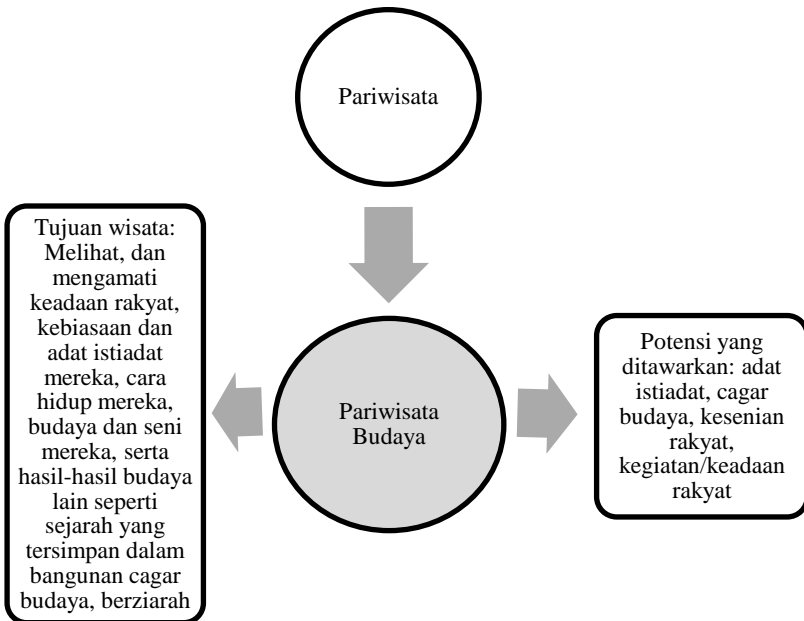 Pariwisata
Tujuan wisata:
Melihat, dan
mengamati
keadaan rakyat,
kebiasaan dan
adat istiadat
mereka, cara
hidup mereka,
budaya dan seni
mereka, serta
hasil-hasil budaya
lain seperti
sejarah yang
tersimpan dalam
bangunan cagar
budaya, berziarah
Pariwisata
Budaya
Potensi yang
ditawarkan: adat
istiadat, cagar
budaya, kesenian
rakyat,
kegiatan/keadaan
rakyat